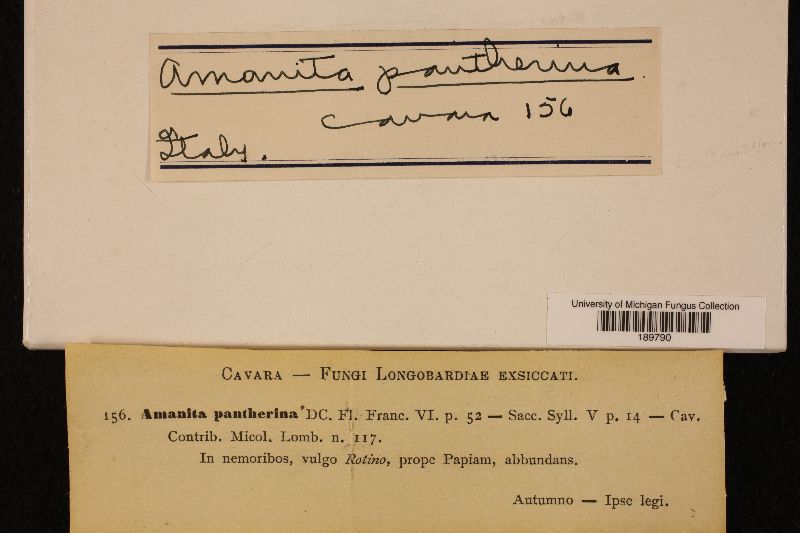 Amanita pantherina.
Cavara 156
Italy.
University of Michigan Fungus Collection
189790
CAVARA — FUNGI LONGOBARDIAE EXSICCATI.
156. Amanita pantherina DC. Fl. Franc. VI. p. 52 — Sacc. Syll. V p. 14 — Cav.
Contrib. Micol. Lomb. n. 117.
In nemoribos, vulgo Rotino, prope Papiam, abbundans.
Autumno — Ipse legi.